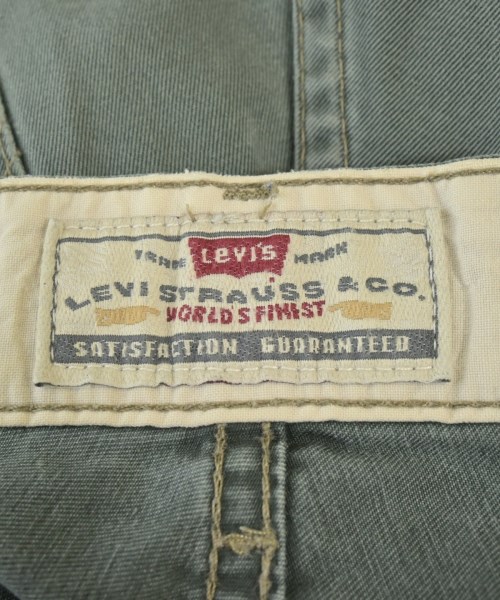 Levi's
TRADE MARK
LEVI STRAUSS & CO.
WORLD'S FINEST
SATISFACTION GUARANTEED